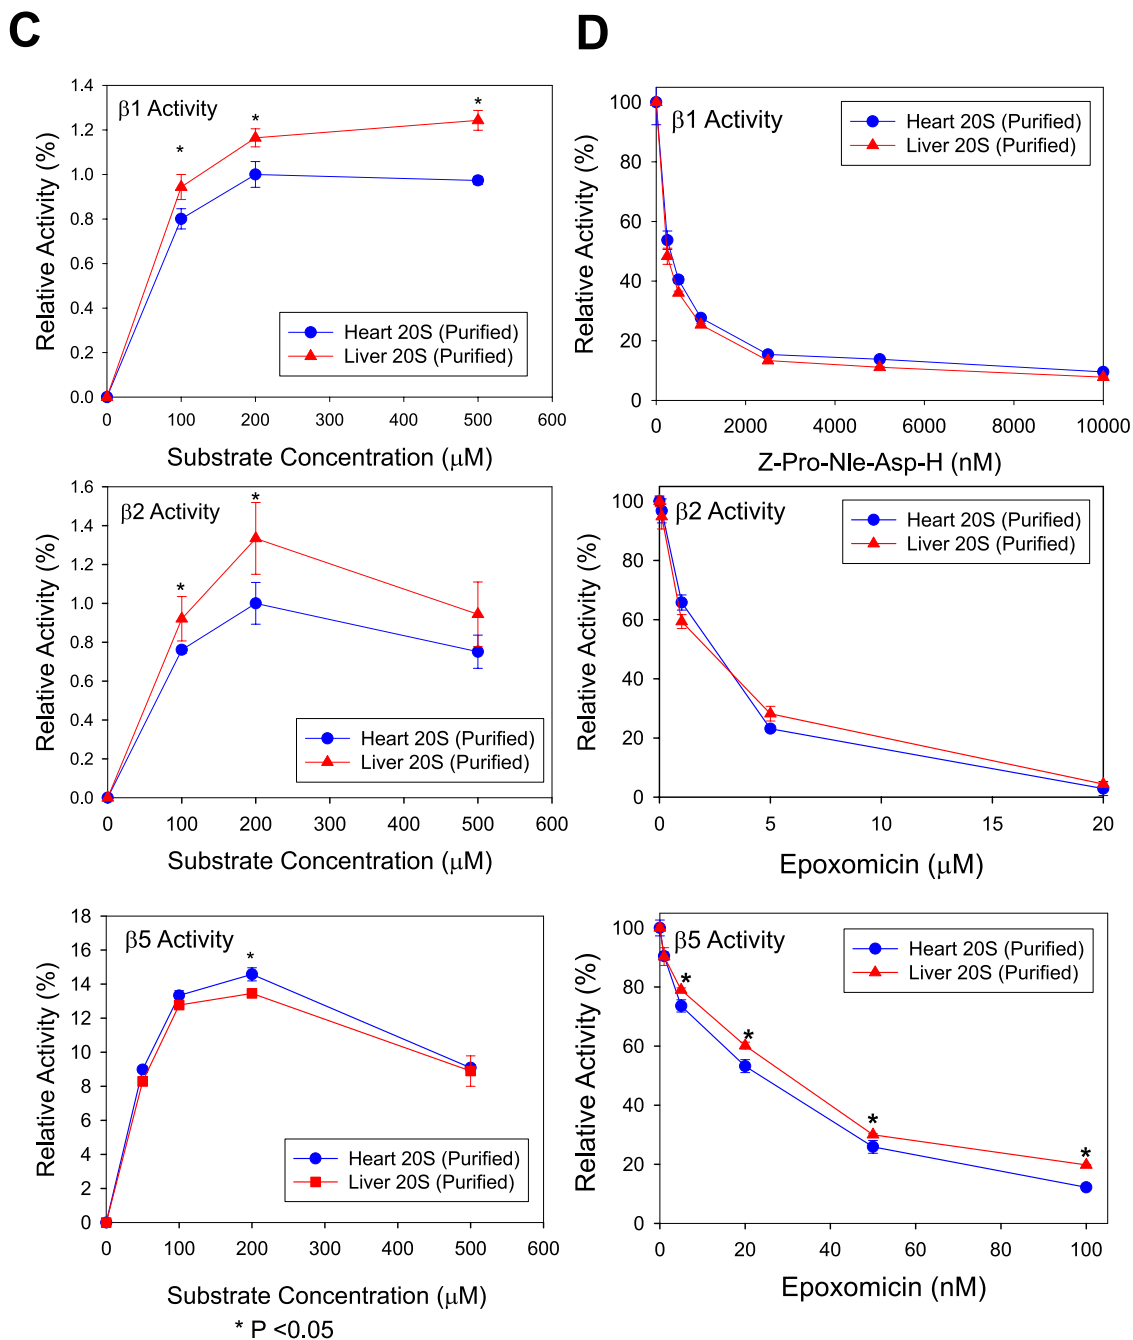 C
β1 Activity
Relative Activity (%)
1.4
1.2
1.0
0.8
0.6
0.4
0.2
0.0
* * *
Heart 20S (Purified)
Liver 20S (Purified)
0 100 200 300 400 500 600
Substrate Concentration (μM)
β2 Activity
Relative Activity (%)
1.6
1.4
1.2
1.0
0.8
0.6
0.4
0.2
0.0
* *
Heart 20S (Purified)
Liver 20S (Purified)
0 100 200 300 400 500 600
Substrate Concentration (μM)
β5 Activity
Relative Activity (%)
18
16
14
12
10
8
6
4
2
0
*
Heart 20S (Purified)
Liver 20S (Purified)
0 100 200 300 400 500 600
Substrate Concentration (μM)
* P <0.05
D
β1 Activity
Relative Activity (%)
100
80
60
40
20
0
Heart 20S (Purified)
Liver 20S (Purified)
0 2000 4000 6000 8000 10000
Z-Pro-Nle-Asp-H (nM)
β2 Activity
Relative Activity (%)
100
80
60
40
20
0
Heart 20S (Purified)
Liver 20S (Purified)
0 5 10 15 20
Epoxomicin (μM)
β5 Activity
Relative Activity (%)
100
80
60
40
20
0
* * * *
Heart 20S (Purified)
Liver 20S (Purified)
0 20 40 60 80 100
Epoxomicin (nM)